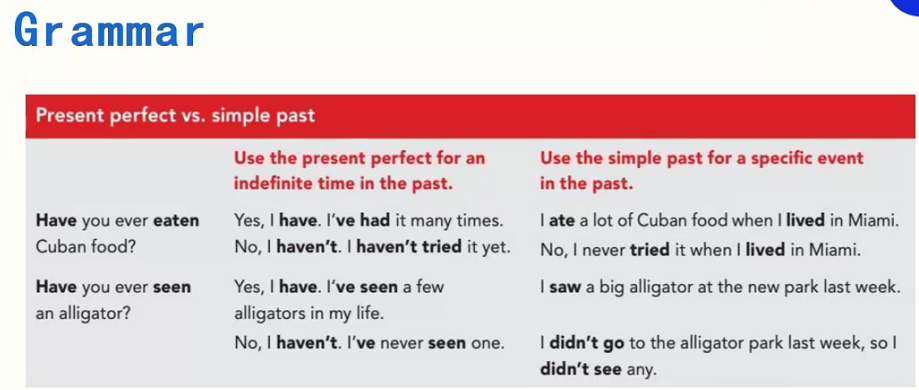 Grammar
Present perfect vs. simple past
Use the present perfect for an
indefinite time in the past.
Use the simple past for a specific event
in the past.
Have you ever eaten
Cuban food?
Yes, I have. I've had it many times.
No, I haven't. I haven't tried it yet.
I ate a lot of Cuban food when I lived in Miami.
No, I never tried it when I lived in Miami.
Have you ever seen
an alligator?
Yes, I have. I've seen a few
alligators in my life.
No, I haven't. I've never seen one.
I saw a big alligator at the new park last week.
I didn't go to the alligator park last week, so I
didn't see any.